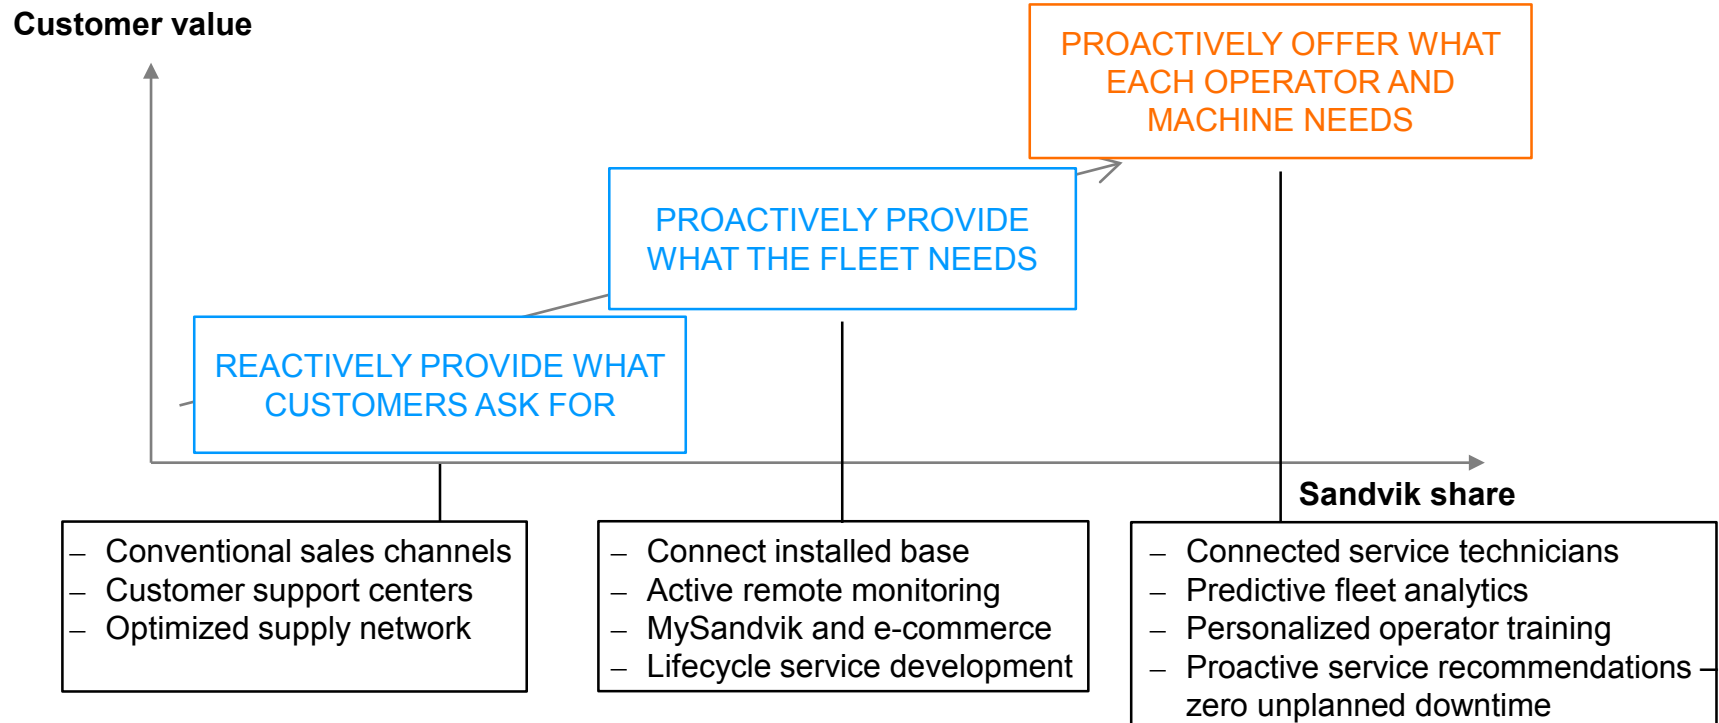 Customer value
PROACTIVELY OFFER WHAT
EACH OPERATOR AND
MACHINE NEEDS
PROACTIVELY PROVIDE
WHAT THE FLEET NEEDS
REACTIVELY PROVIDE WHAT
CUSTOMERS ASK FOR
Sandvik share
– Conventional sales channels
– Customer support centers
– Optimized supply network
– Connect installed base
– Active remote monitoring
– MySandvik and e-commerce
– Lifecycle service development
– Connected service technicians
– Predictive fleet analytics
– Personalized operator training
– Proactive service recommendations –
zero unplanned downtime